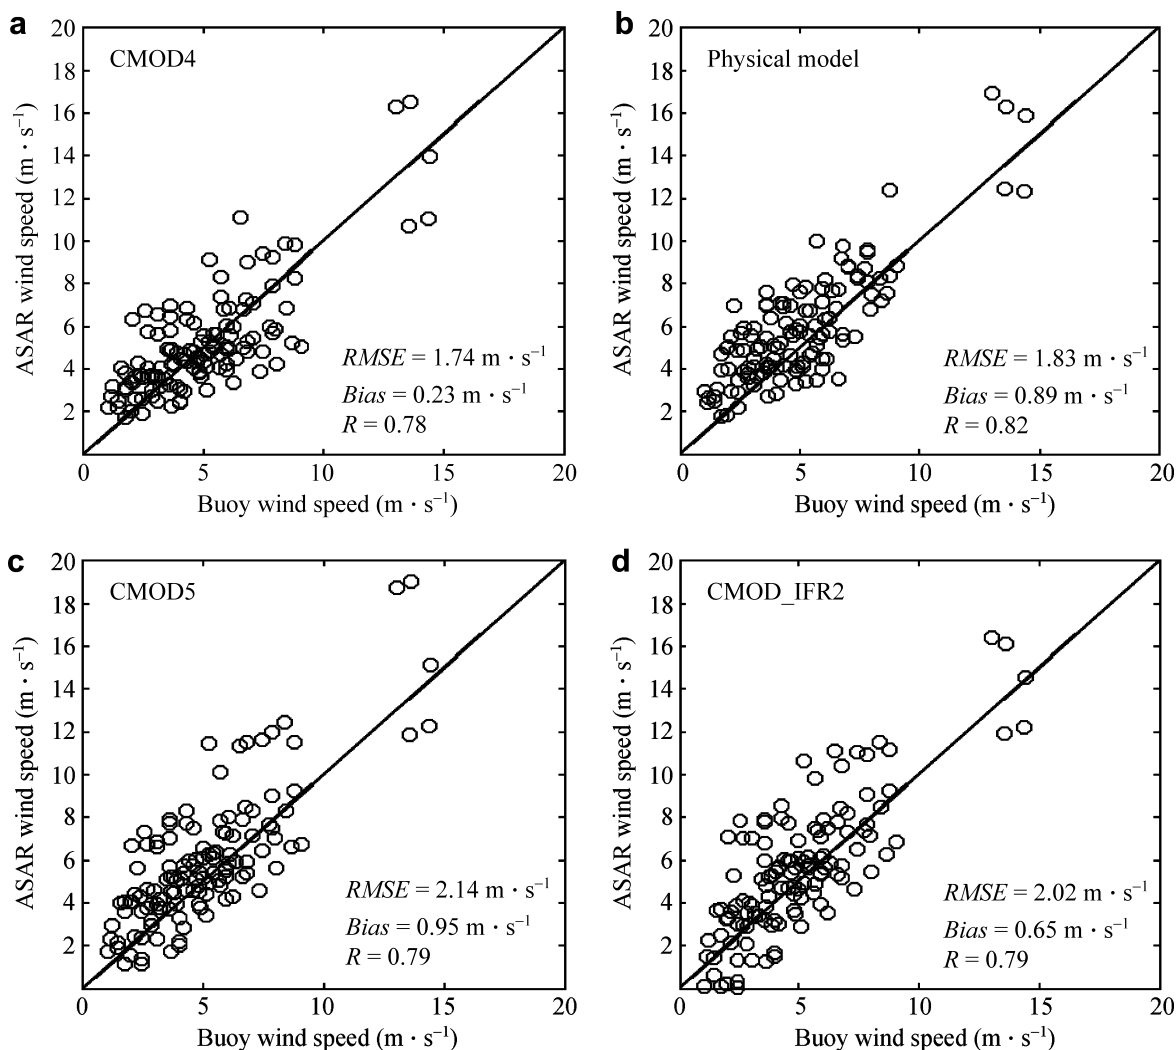 a
CMOD4
20
18
16
14
12
10
8
6
4
2
0
5
10
15
20
ASAR wind speed (m · s⁻¹)
RMSE = 1.74 m · s⁻¹
Bias = 0.23 m · s⁻¹
R = 0.78
Buoy wind speed (m · s⁻¹)
b
Physical model
20
18
16
14
12
10
8
6
4
2
0
5
10
15
20
ASAR wind speed (m · s⁻¹)
RMSE = 1.83 m · s⁻¹
Bias = 0.89 m · s⁻¹
R = 0.82
Buoy wind speed (m · s⁻¹)
c
CMOD5
20
18
16
14
12
10
8
6
4
2
0
5
10
15
20
ASAR wind speed (m · s⁻¹)
RMSE = 2.14 m · s⁻¹
Bias = 0.95 m · s⁻¹
R = 0.79
Buoy wind speed (m · s⁻¹)
d
CMOD_IFR2
20
18
16
14
12
10
8
6
4
2
0
5
10
15
20
ASAR wind speed (m · s⁻¹)
RMSE = 2.02 m · s⁻¹
Bias = 0.65 m · s⁻¹
R = 0.79
Buoy wind speed (m · s⁻¹)